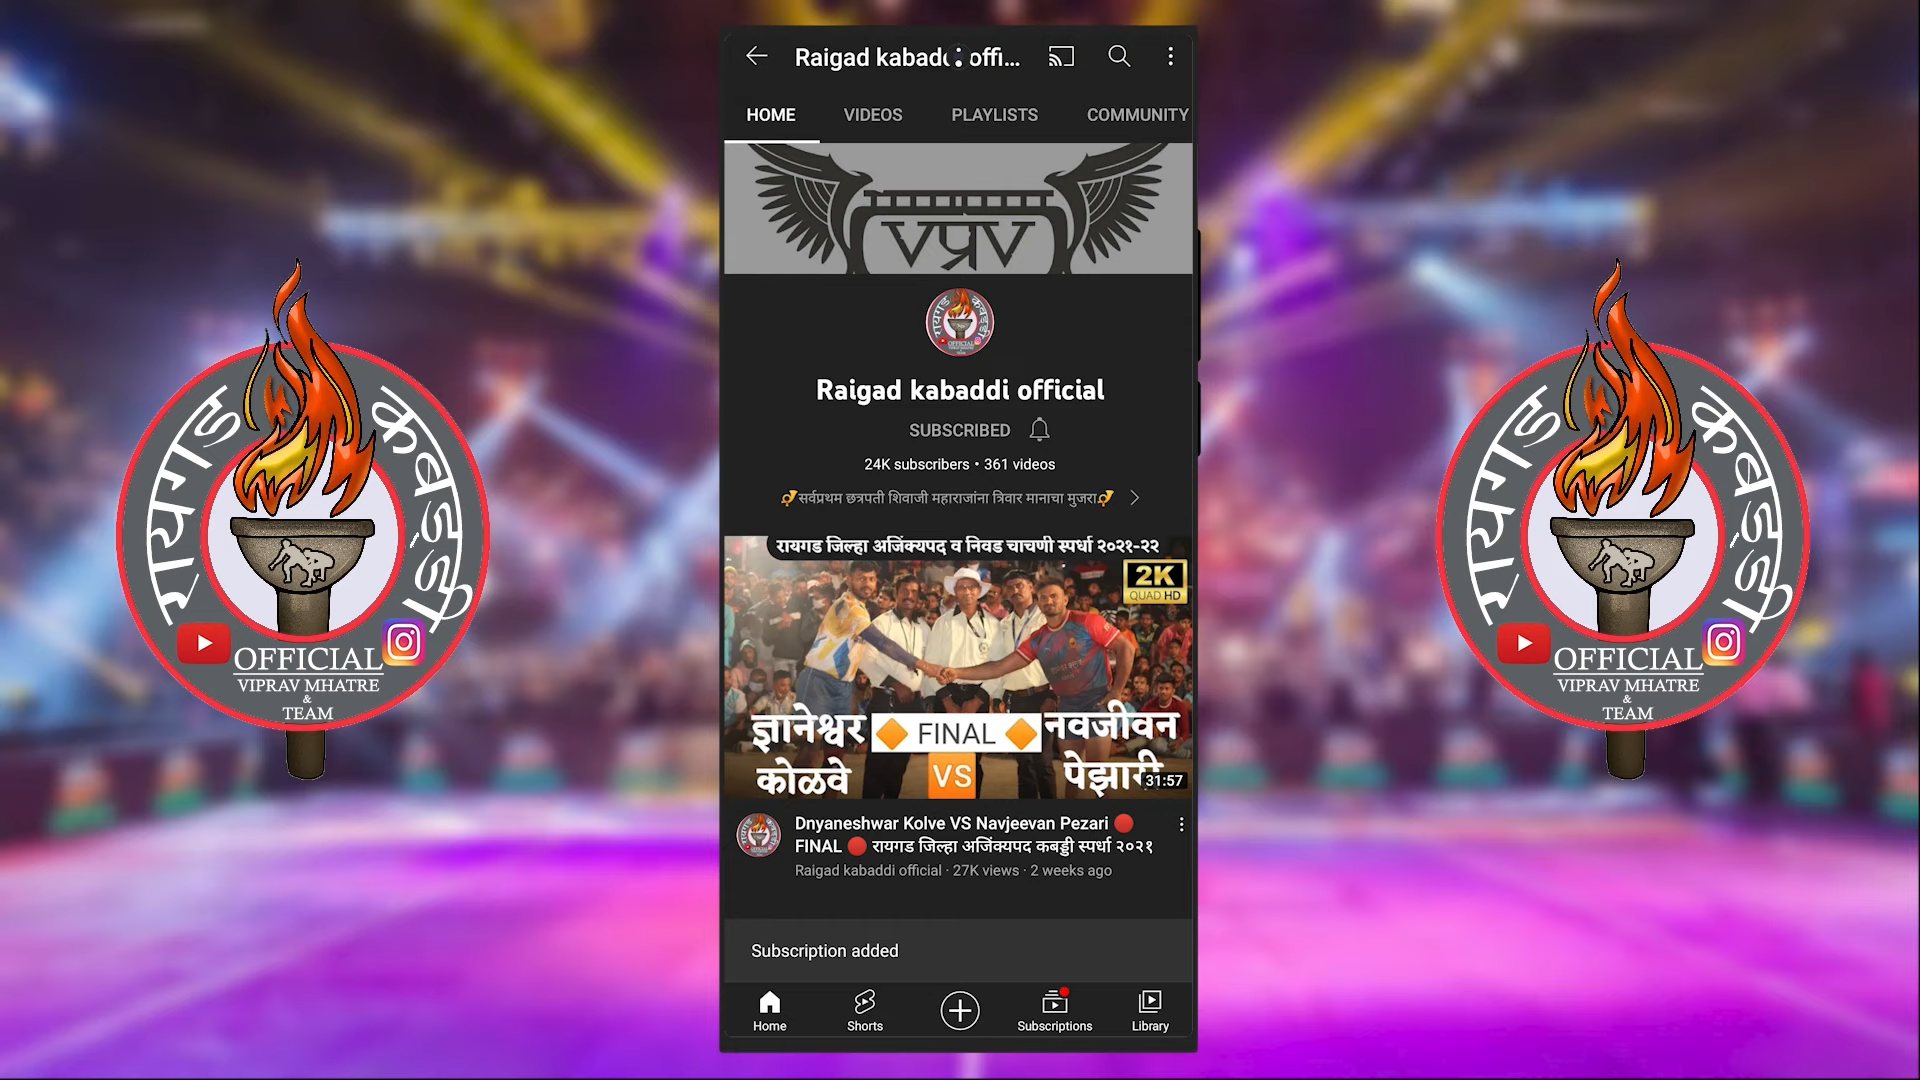 Raigad kabadd offi...
HOME VIDEOS PLAYLISTS COMMUNITY
VPRV
रायगड कबड्डी
OFFICIAL
Raigad kabaddi official
SUBSCRIBED
24K subscribers • 361 videos
सर्वप्रथम छत्रपती शिवाजी महाराजांना त्रिवार मानाचा मुजरा
रायगड जिल्हा अजिंक्यपद व निवड चाचणी स्पर्धा २०२१-२२
2K
QUAD HD
ज्ञानेश्वर FINAL नवजीवन
कोळवे VS पेझारी
31:57
Dnyaneshwar Kolve VS Navjeevan Pezari
FINAL रायगड जिल्हा अजिंक्यपद कबड्डी स्पर्धा २०२१
Raigad kabaddi official · 27K views · 2 weeks ago
Subscription added
Home Shorts Subscriptions Library
रायगड कबड्डी
OFFICIAL
VIPRAV MHATRE
&
TEAM
रायगड कबड्डी
OFFICIAL
VIPRAV MHATRE
&
TEAM